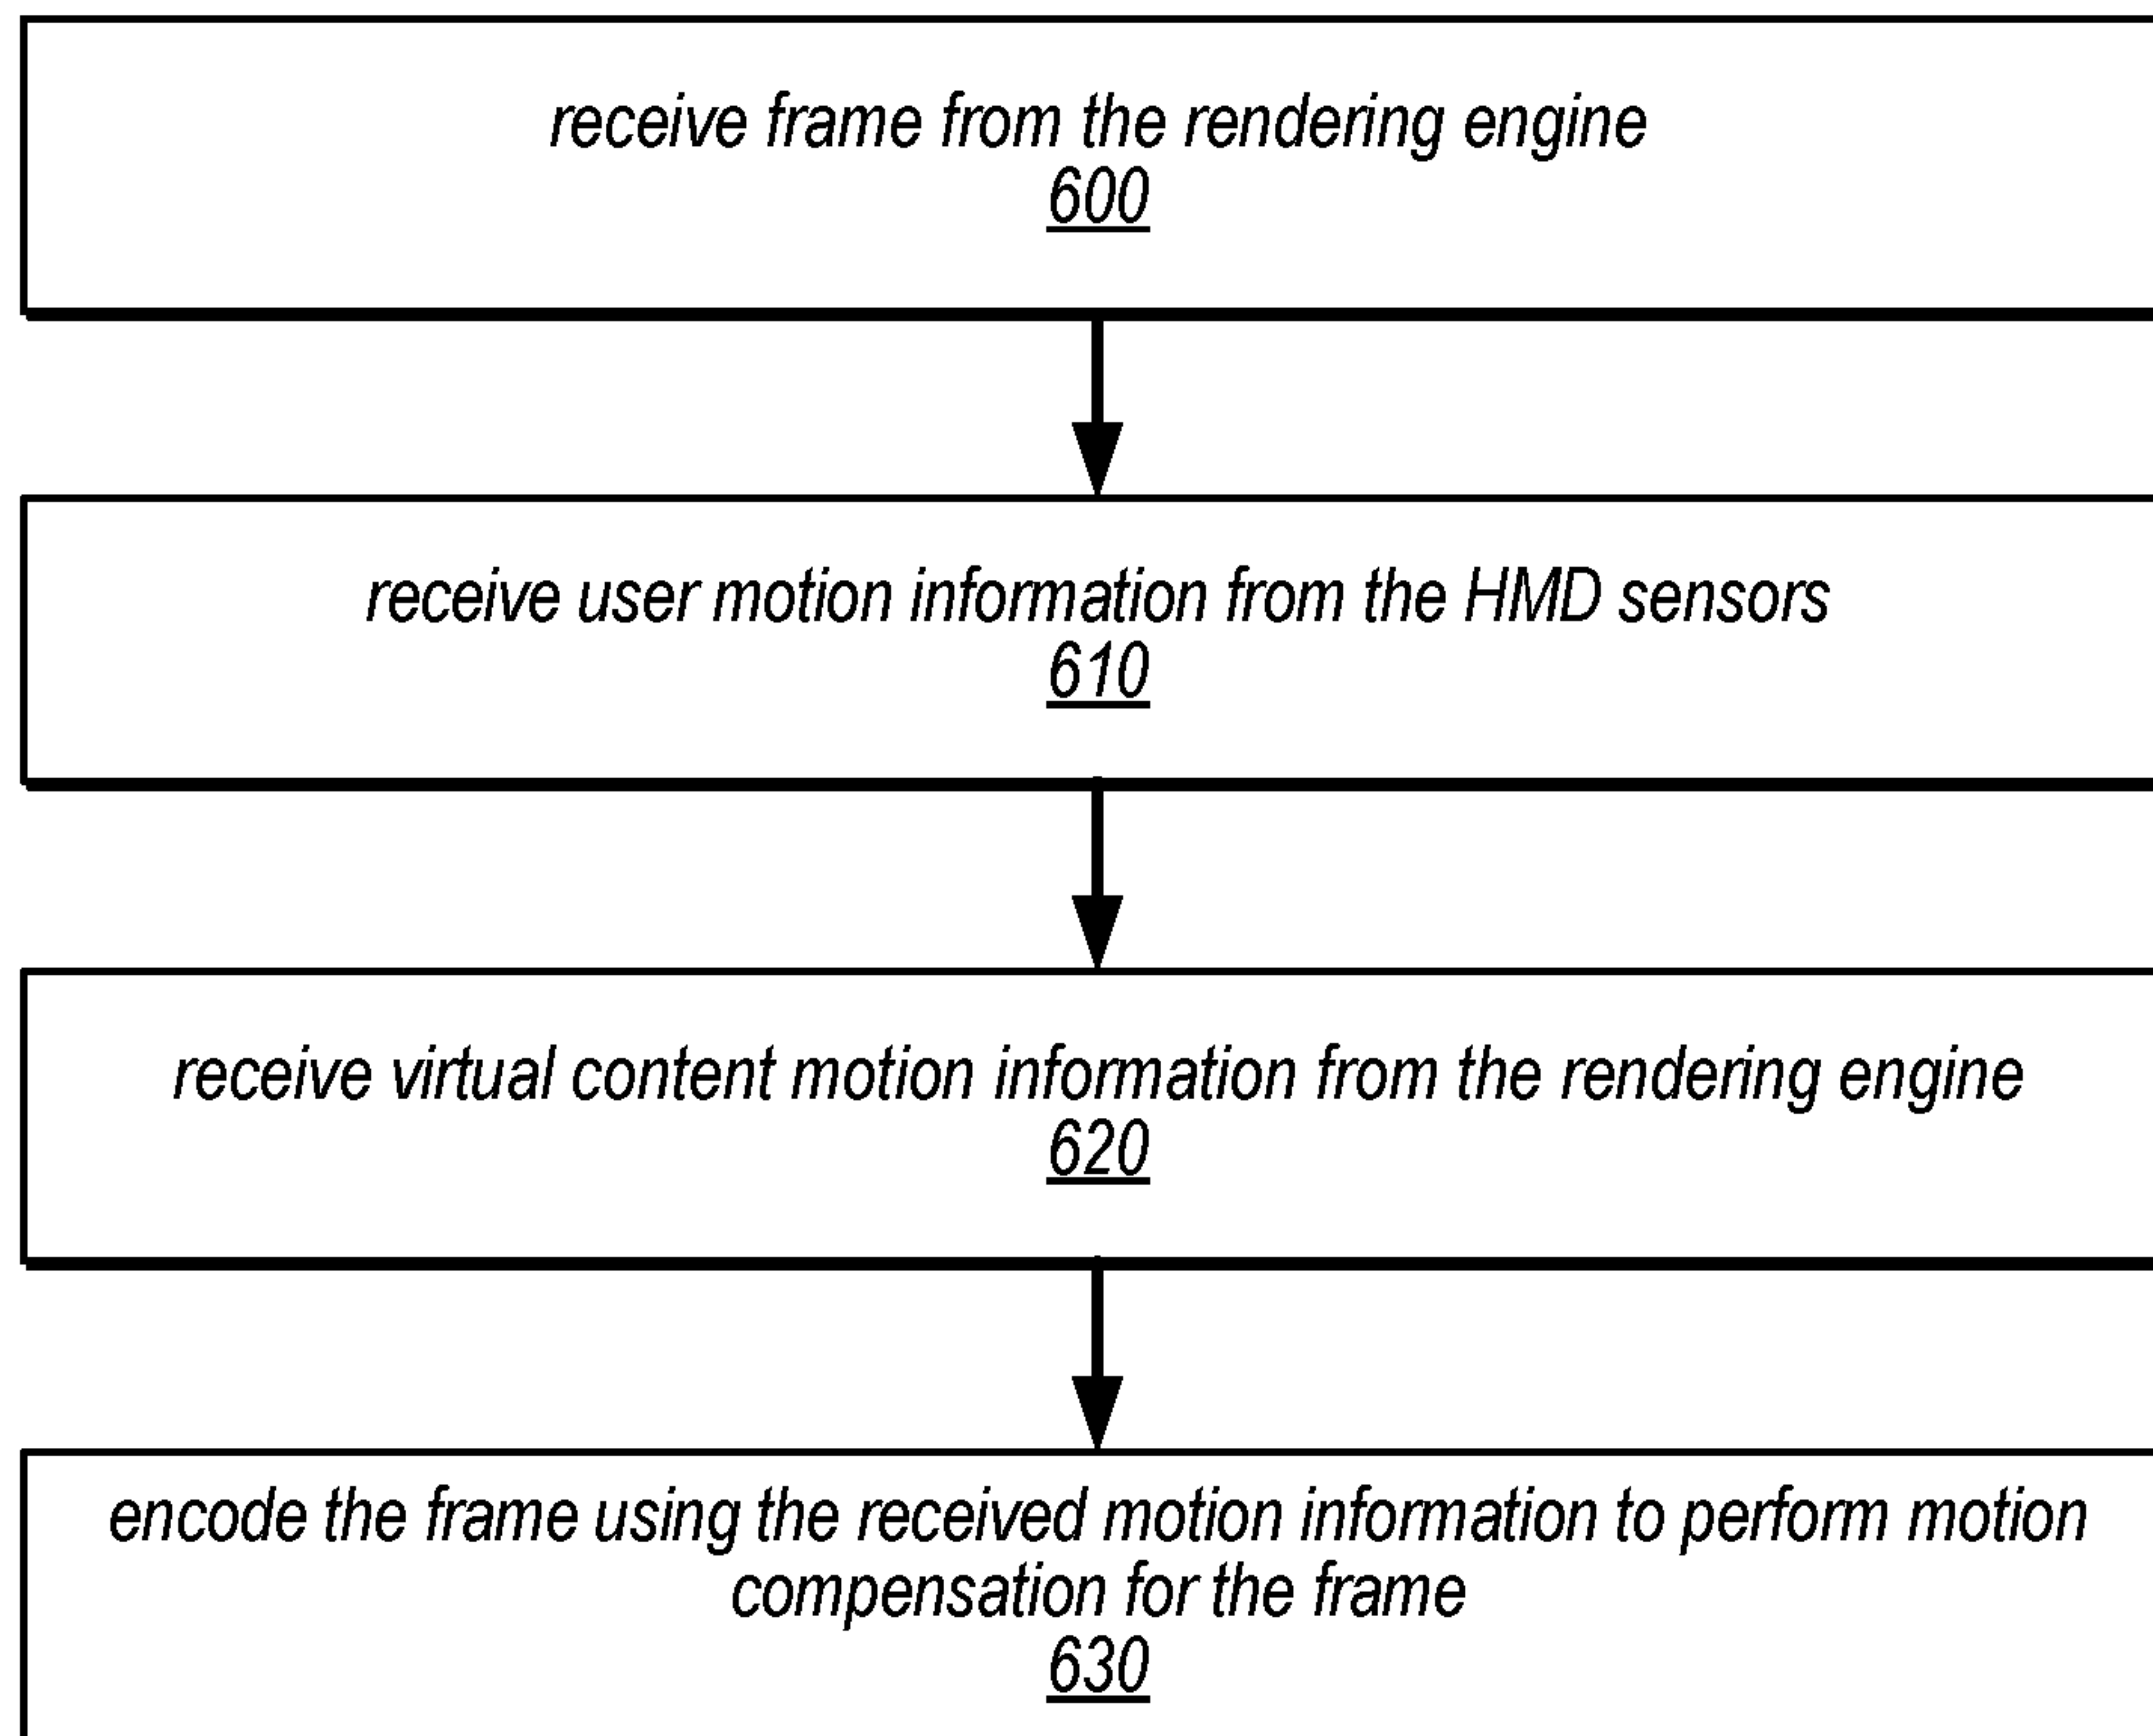 receive frame from the rendering engine
600
receive user motion information from the HMD sensors
610
receive virtual content motion information from the rendering engine
620
encode the frame using the received motion information to perform motion
compensation for the frame
630